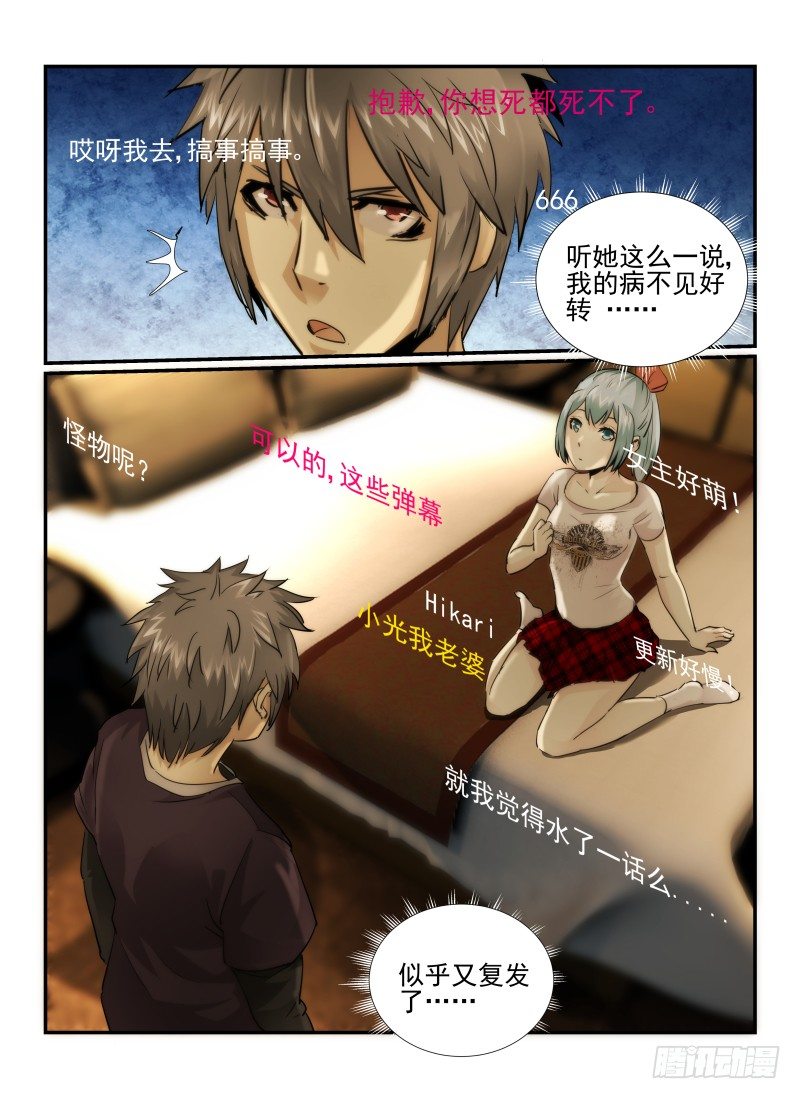 抱歉,你想死都死不了。
哎呀我去,搞事搞事。
666
听她这么一说,
我的病不见好
转 ……
怪物呢?
可以的,这些弹幕
女主好萌!
Hikari
小光我老婆
更新好慢!
就我觉得水了一话么......
似乎又复发
了……
腾讯动漫